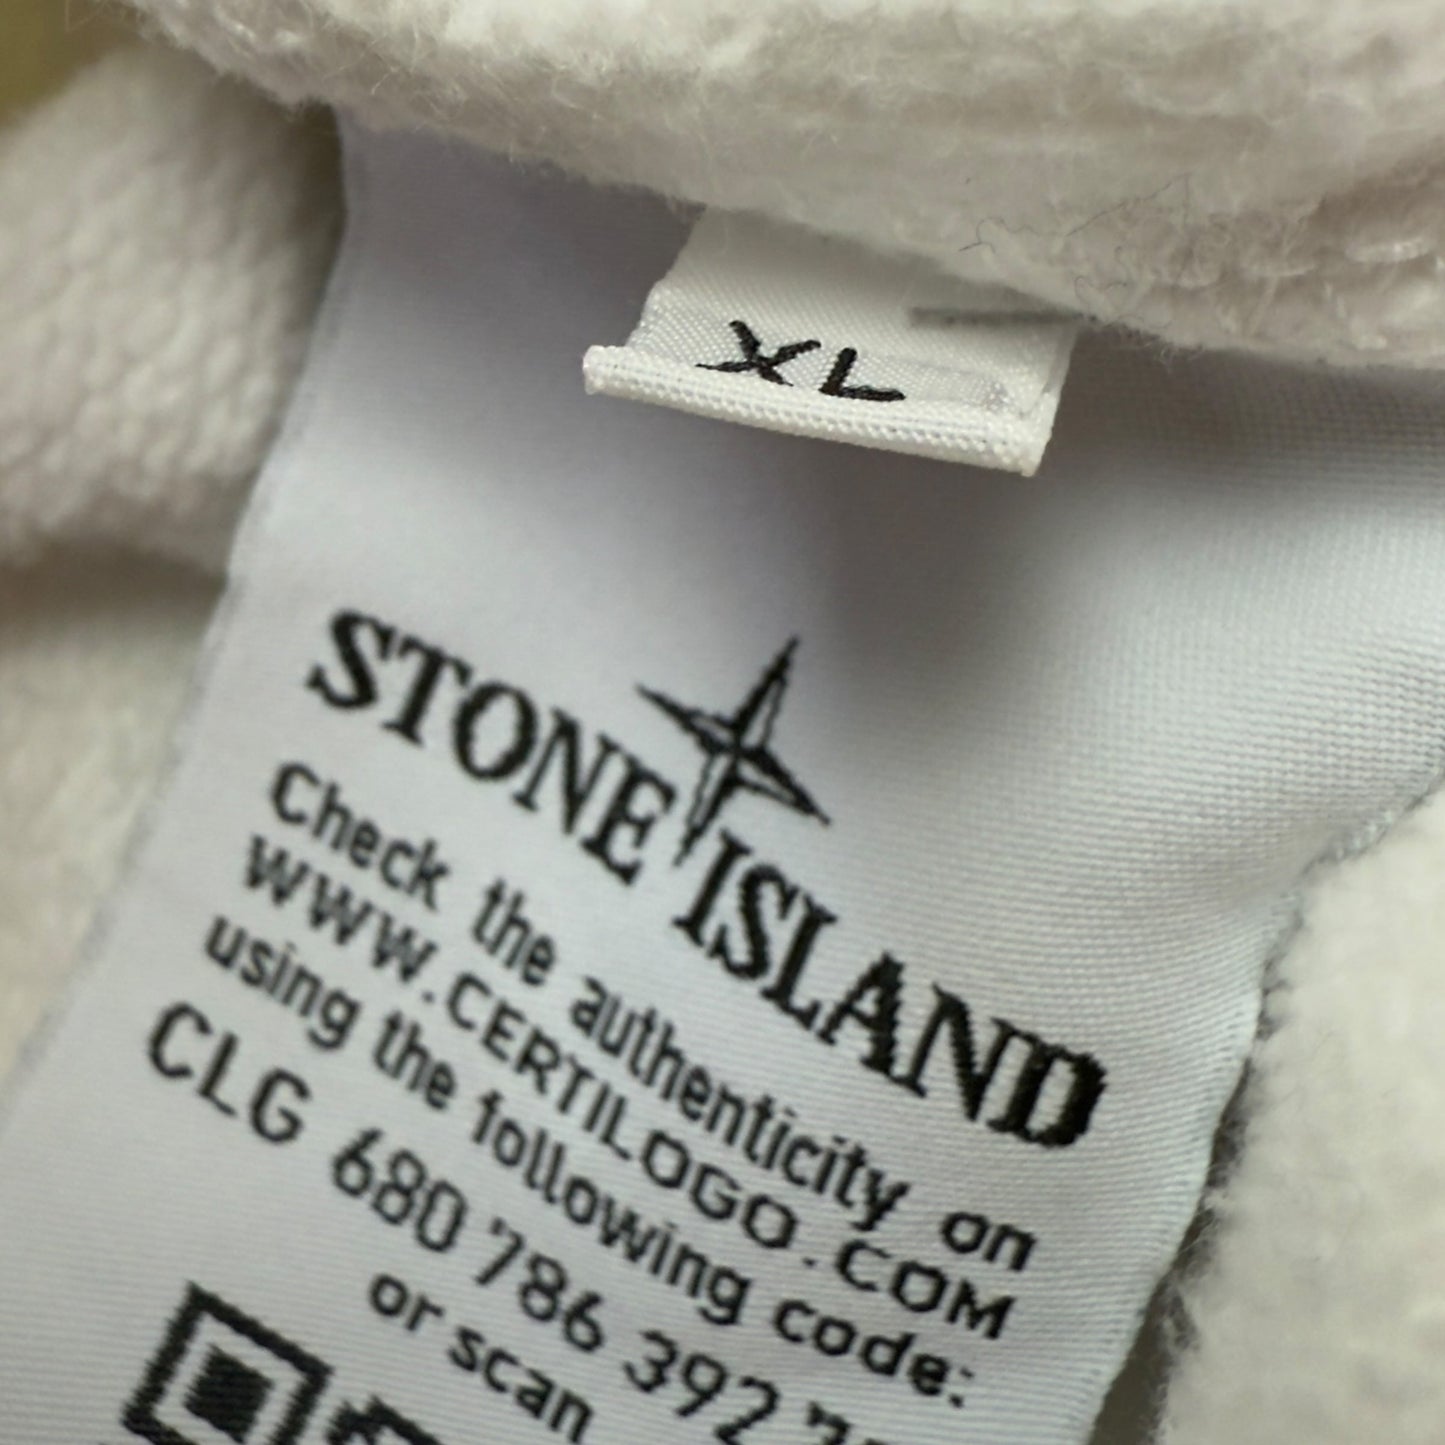 XL
STONE ISLAND
Check the authenticity on
WWW.CERTILOGO.COM
using the following code:
CLG 680 786 392
or scan